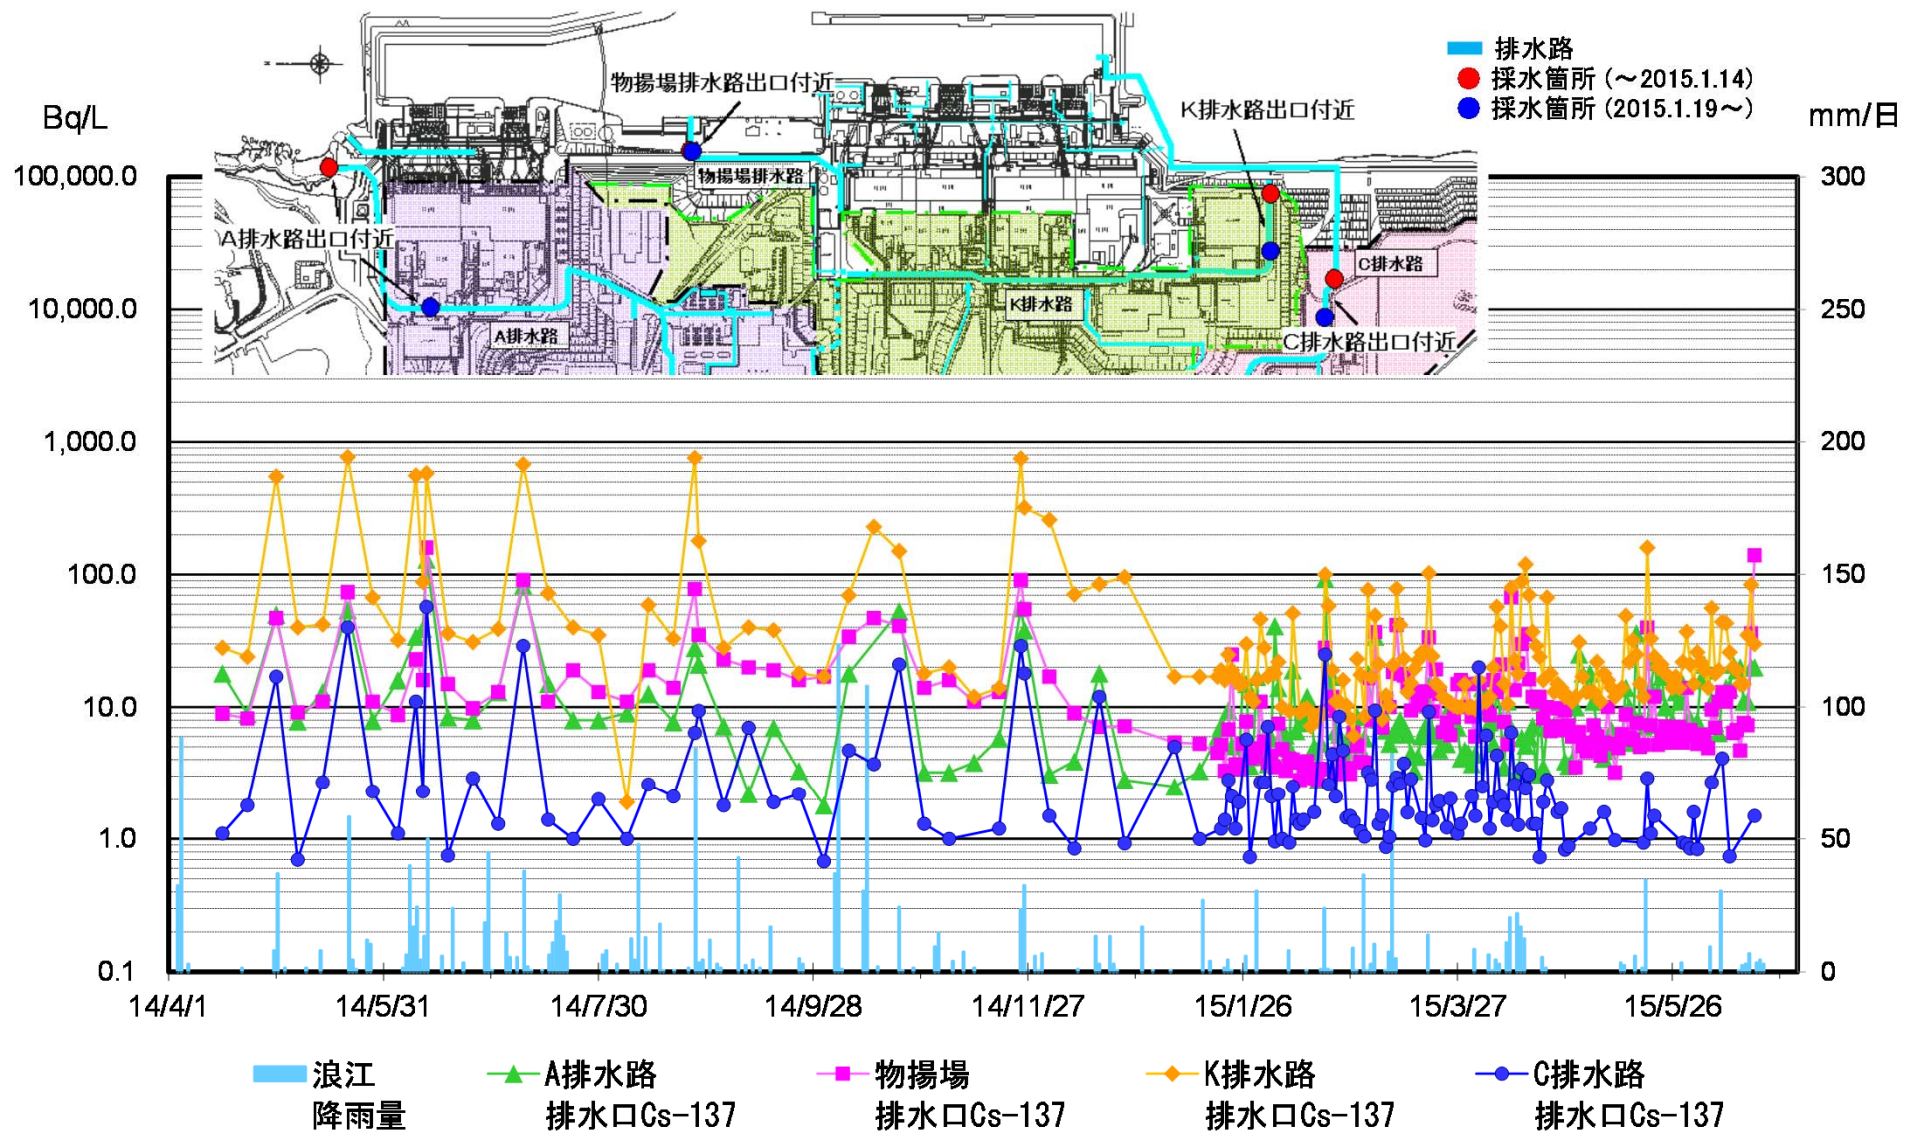 排水路
採水箇所 (～2015.1.14)
採水箇所 (2015.1.19～)
Bq/L
mm/日
物揚場排水路出口付近
K排水路出口付近
物揚場排水路
A排水路出口付近
C排水路
K排水路
A排水路
C排水路出口付近
100,000.0
10,000.0
1,000.0
100.0
10.0
1.0
0.1
300
250
200
150
100
50
0
14/4/1
14/5/31
14/7/30
14/9/28
14/11/27
15/1/26
15/3/27
15/5/26
浪江
降雨量
A排水路
排水口Cs-137
物揚場
排水口Cs-137
K排水路
排水口Cs-137
C排水路
排水口Cs-137